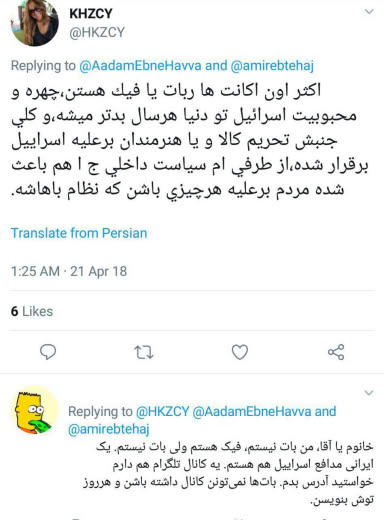 KHZCY
@HKZCY
Replying to @AadamEbneHavva and @amirebtehaj
اکثر اون اکانت ها ربات یا فیك هستن،چهره و
محبوبیت اسرائیل تو دنیا هرسال بدتر میشه،و کلي
جنبش تحریم کالا و یا هنرمندان برعلیه اسراییل
برقرار شده،از طرفي ام سیاست داخلي ج ا هم باعث
شده مردم برعلیه هرچیزي باشن که نظام باهاشه.
Translate from Persian
1:25 AM · 21 Apr 18
6 Likes
Replying to @HKZCY @AadamEbneHavva and
@amirebtehaj
خانوم یا آقا، من بات نیستم، فیک هستم ولی بات نیستم. یک
ایرانی مدافع اسراییل هم هستم. یه کانال تلگرام هم دارم
خواستید آدرس بدم. بات‌ها نمی‌تونن کانال داشته باشن و هرروز
توش بنویسن.